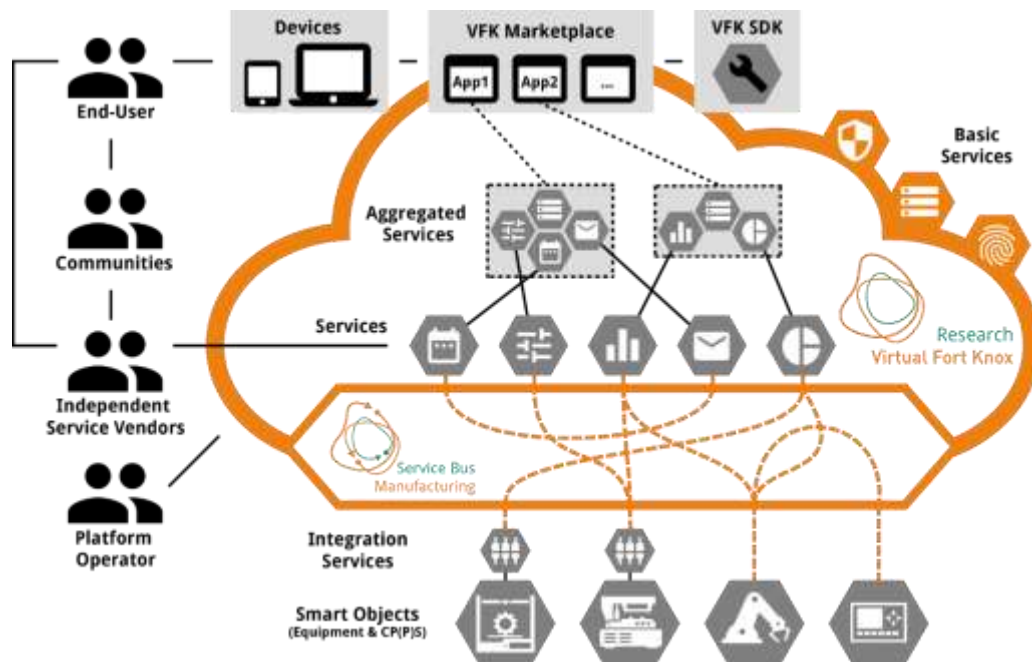 Devices
VFK Marketplace
VFK SDK
App1
App2
...
End-User
Basic
Services
Aggregated
Services
Communities
Services
Research
Virtual Fort Knox
Independent
Service Vendors
Service Bus
Manufacturing
Platform
Operator
Integration
Services
Smart Objects
(Equipment & CP(P)S)